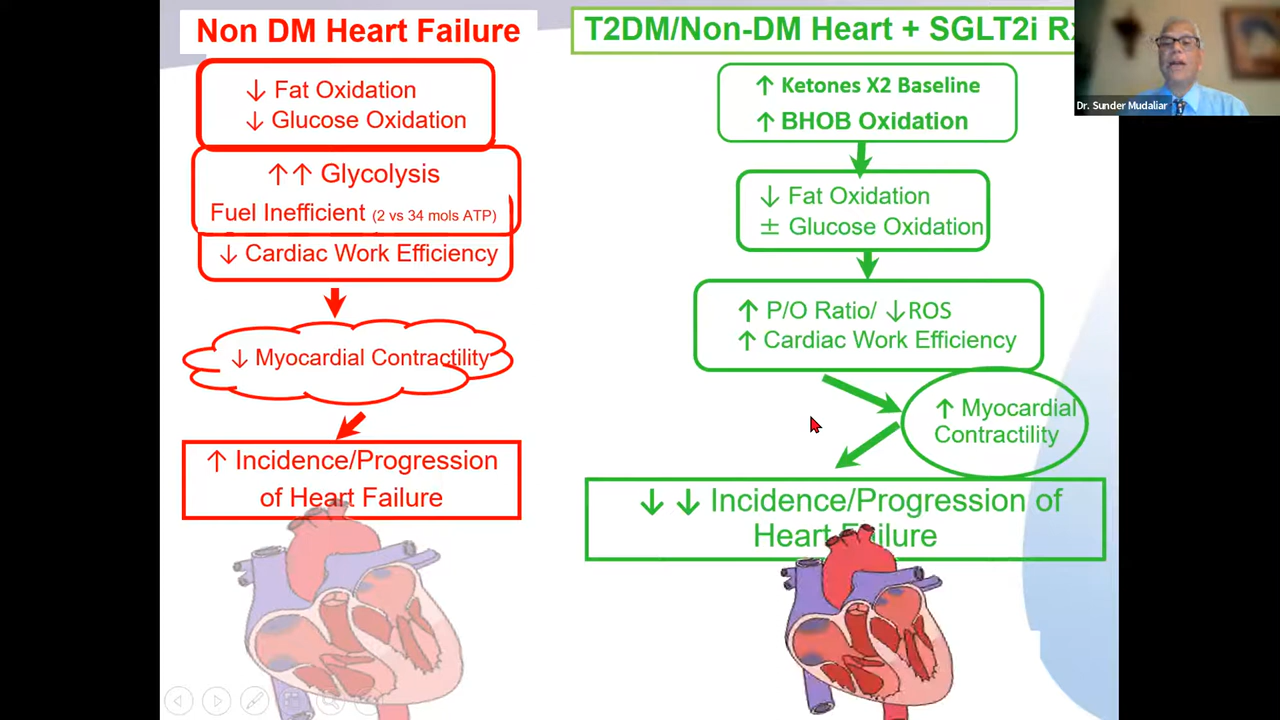 Non DM Heart Failure
↓ Fat Oxidation
↓ Glucose Oxidation
↑↑ Glycolysis
Fuel Inefficient (2 vs 34 mols ATP)
↓ Cardiac Work Efficiency
↓ Myocardial Contractility
↑ Incidence/Progression
of Heart Failure
T2DM/Non-DM Heart + SGLT2i Rx
↑ Ketones X2 Baseline
↑ BHOB Oxidation
↓ Fat Oxidation
± Glucose Oxidation
↑ P/O Ratio/ ↓ROS
↑ Cardiac Work Efficiency
↑ Myocardial
Contractility
↓ ↓ Incidence/Progression of
Heart Failure
Dr. Sunder Mudaliar